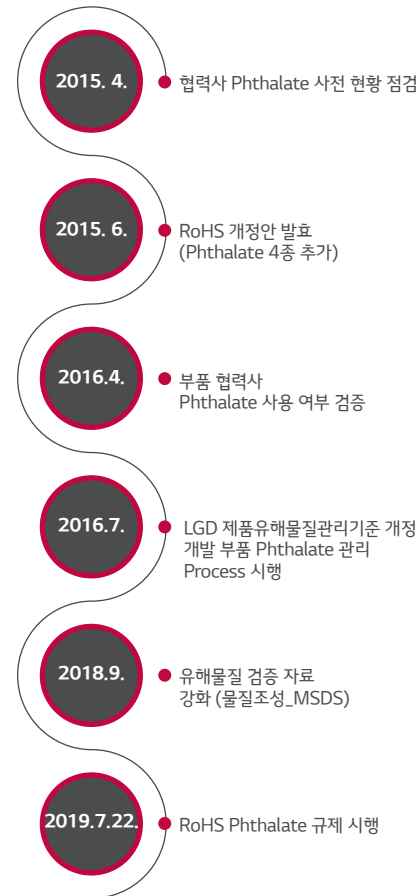 2015. 4.
협력사 Phthalate 사전 현황 점검
2015. 6.
RoHS 개정안 발효
(Phthalate 4종 추가)
2016.4.
부품 협력사
Phthalate 사용 여부 검증
2016.7.
LGD 제품유해물질관리기준 개정
개발 부품 Phthalate 관리
Process 시행
2018.9.
유해물질 검증 자료
강화 (물질조성_MSDS)
2019.7.22.
RoHS Phthalate 규제 시행